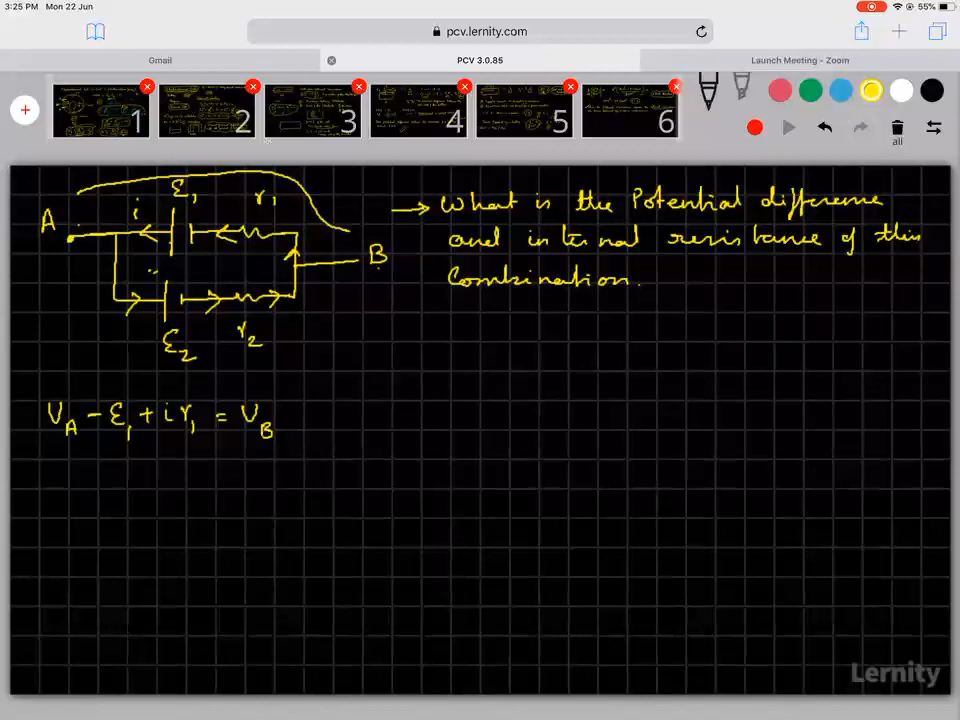 3:25 PM Mon 22 Jun
55%
pcv.lernity.com
Gmail
PCV 3.0.85
Launch Meeting - Zoom
1
2
3
4
5
6
all
A
i
ε₁
r₁
B
ε₂
r₂
→ What is the Potential difference
and internal resistance of this
Combination.
V_A - ε₁ + i r₁ = V_B
Lernity